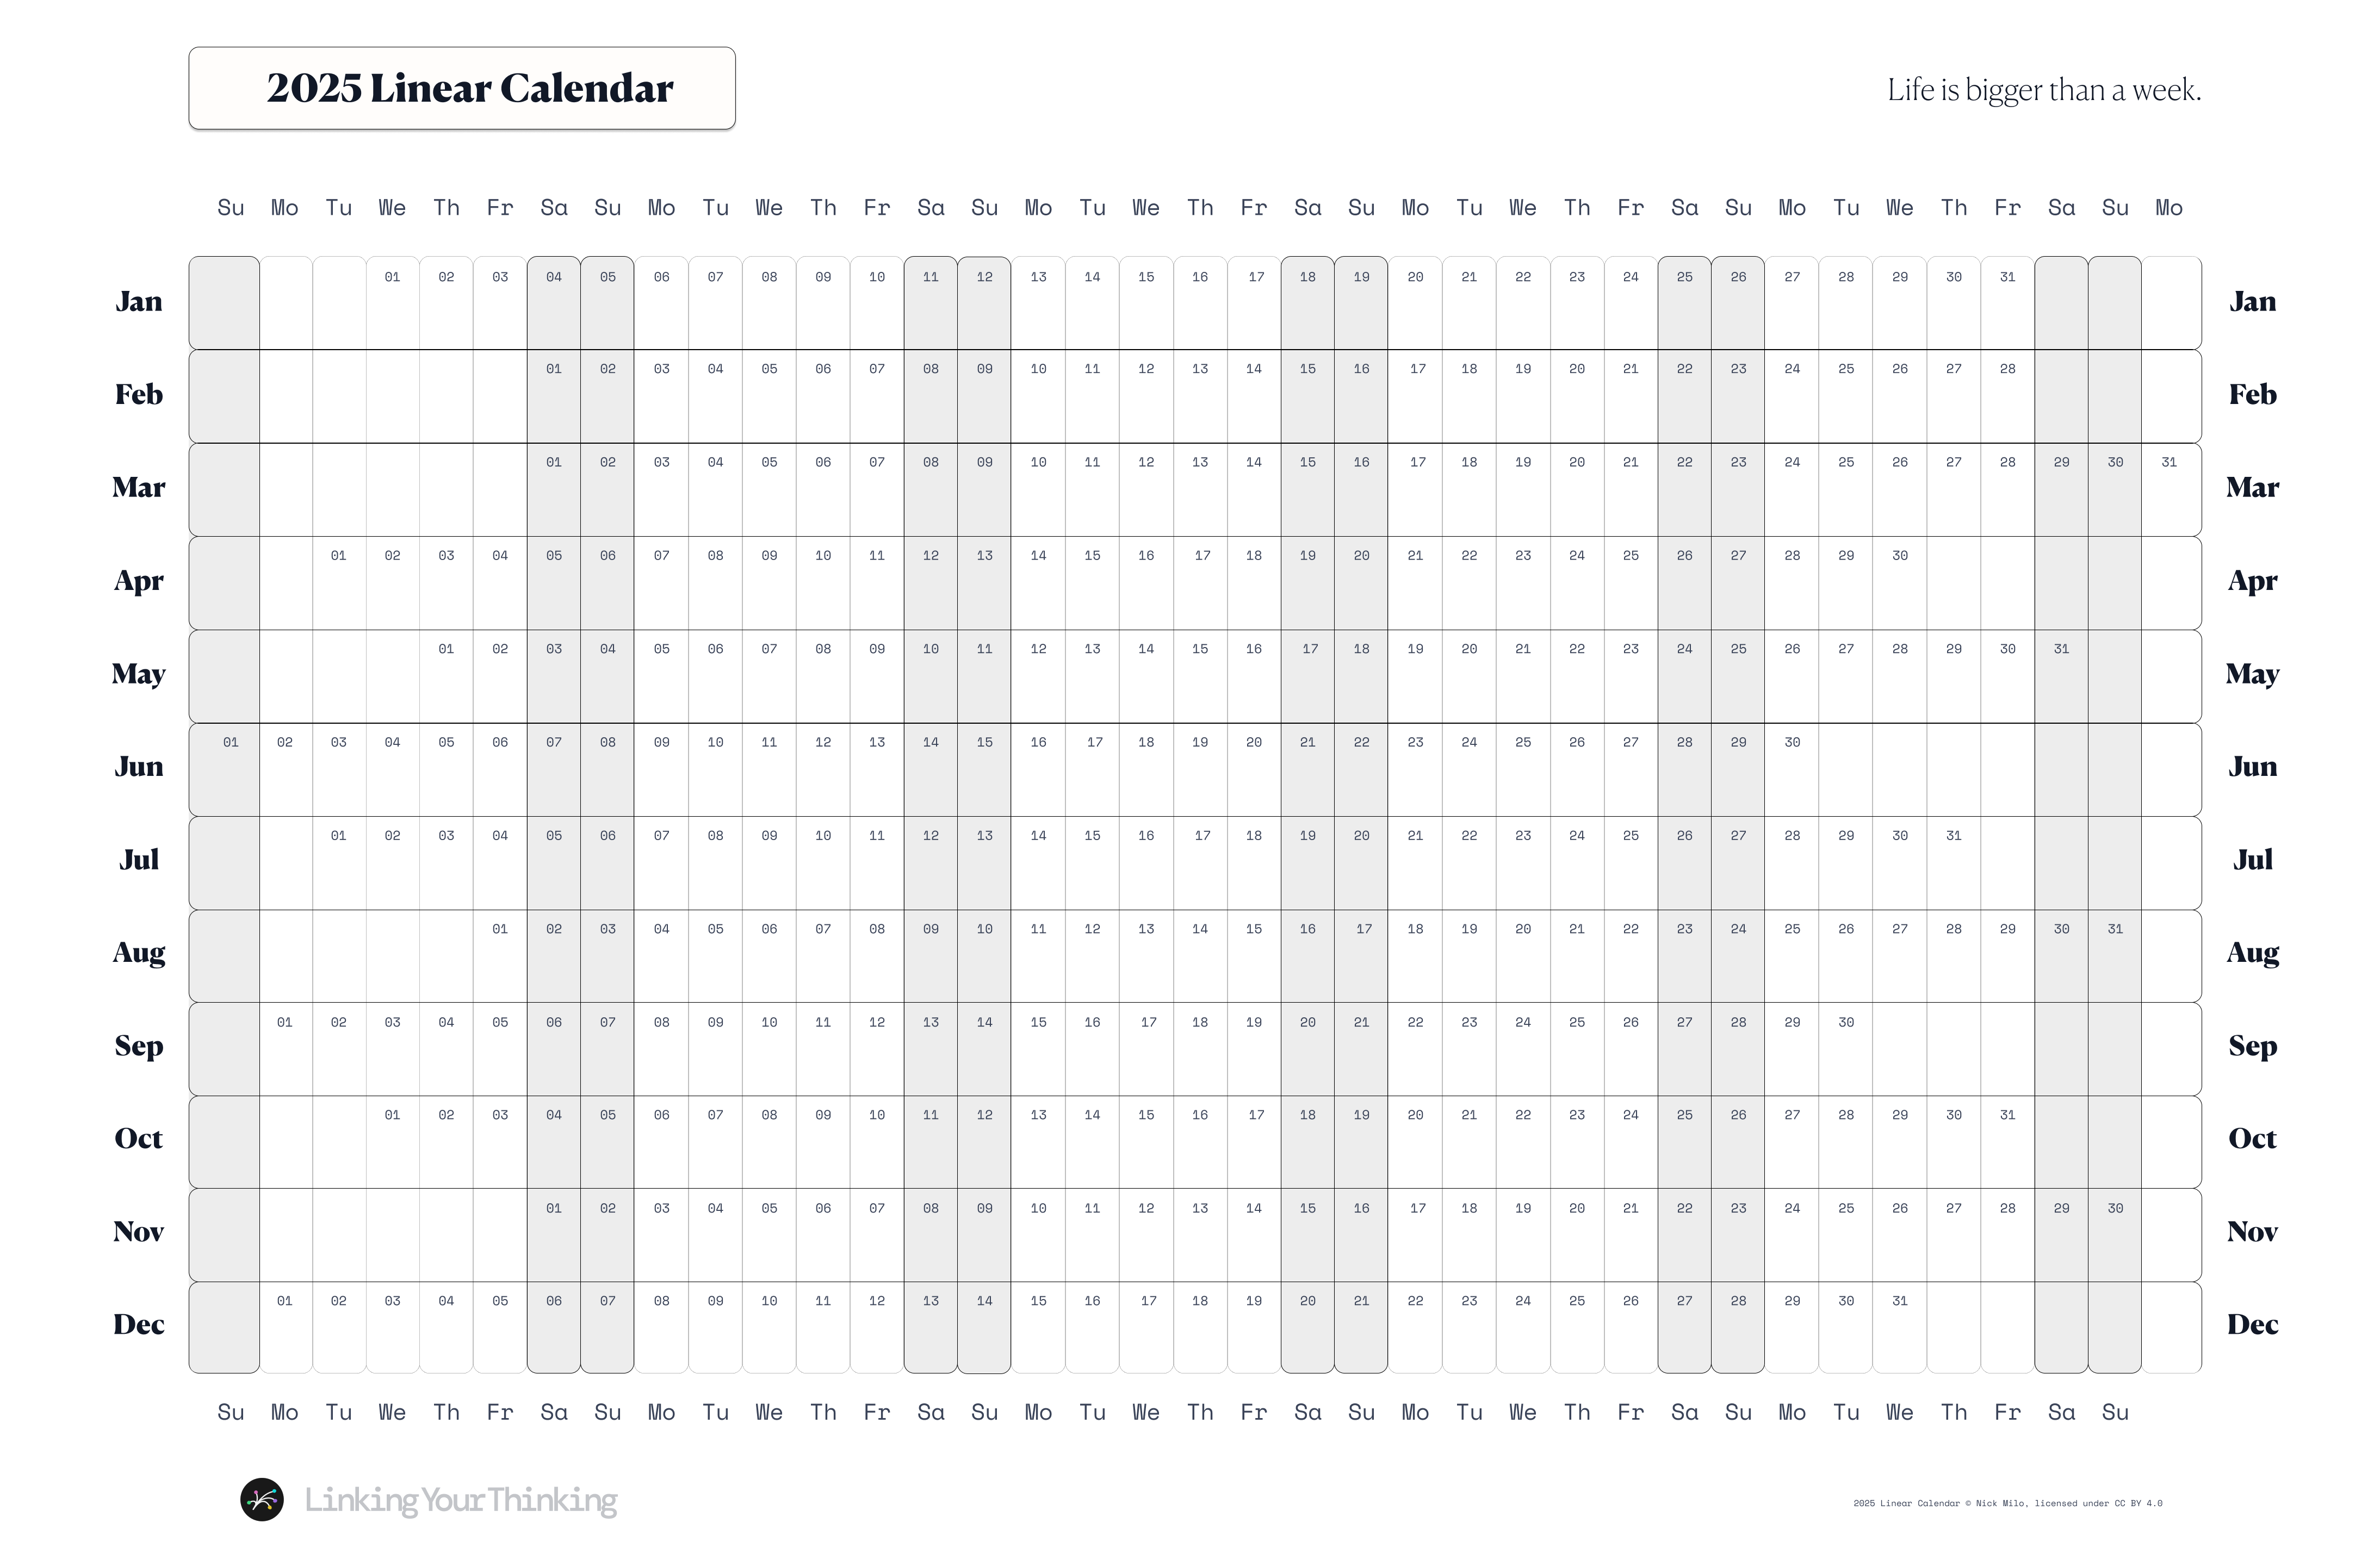 2025 Linear Calendar
Life is bigger than a week.
Su Mo Tu We Th Fr Sa Su Mo Tu We Th Fr Sa Su Mo Tu We Th Fr Sa Su Mo Tu We Th Fr Sa Su Mo Tu We Th Fr Sa Su Mo
Jan 01 02 03 04 05 06 07 08 09 10 11 12 13 14 15 16 17 18 19 20 21 22 23 24 25 26 27 28 29 30 31 Jan
Feb 01 02 03 04 05 06 07 08 09 10 11 12 13 14 15 16 17 18 19 20 21 22 23 24 25 26 27 28 Feb
Mar 01 02 03 04 05 06 07 08 09 10 11 12 13 14 15 16 17 18 19 20 21 22 23 24 25 26 27 28 29 30 31 Mar
Apr 01 02 03 04 05 06 07 08 09 10 11 12 13 14 15 16 17 18 19 20 21 22 23 24 25 26 27 28 29 30 Apr
May 01 02 03 04 05 06 07 08 09 10 11 12 13 14 15 16 17 18 19 20 21 22 23 24 25 26 27 28 29 30 31 May
Jun 01 02 03 04 05 06 07 08 09 10 11 12 13 14 15 16 17 18 19 20 21 22 23 24 25 26 27 28 29 30 Jun
Jul 01 02 03 04 05 06 07 08 09 10 11 12 13 14 15 16 17 18 19 20 21 22 23 24 25 26 27 28 29 30 31 Jul
Aug 01 02 03 04 05 06 07 08 09 10 11 12 13 14 15 16 17 18 19 20 21 22 23 24 25 26 27 28 29 30 31 Aug
Sep 01 02 03 04 05 06 07 08 09 10 11 12 13 14 15 16 17 18 19 20 21 22 23 24 25 26 27 28 29 30 Sep
Oct 01 02 03 04 05 06 07 08 09 10 11 12 13 14 15 16 17 18 19 20 21 22 23 24 25 26 27 28 29 30 31 Oct
Nov 01 02 03 04 05 06 07 08 09 10 11 12 13 14 15 16 17 18 19 20 21 22 23 24 25 26 27 28 29 30 Nov
Dec 01 02 03 04 05 06 07 08 09 10 11 12 13 14 15 16 17 18 19 20 21 22 23 24 25 26 27 28 29 30 31 Dec
Su Mo Tu We Th Fr Sa Su Mo Tu We Th Fr Sa Su Mo Tu We Th Fr Sa Su Mo Tu We Th Fr Sa Su Mo Tu We Th Fr Sa Su
LinkingYourThinking
2025 Linear Calendar © Nick Milo, licensed under CC BY 4.0